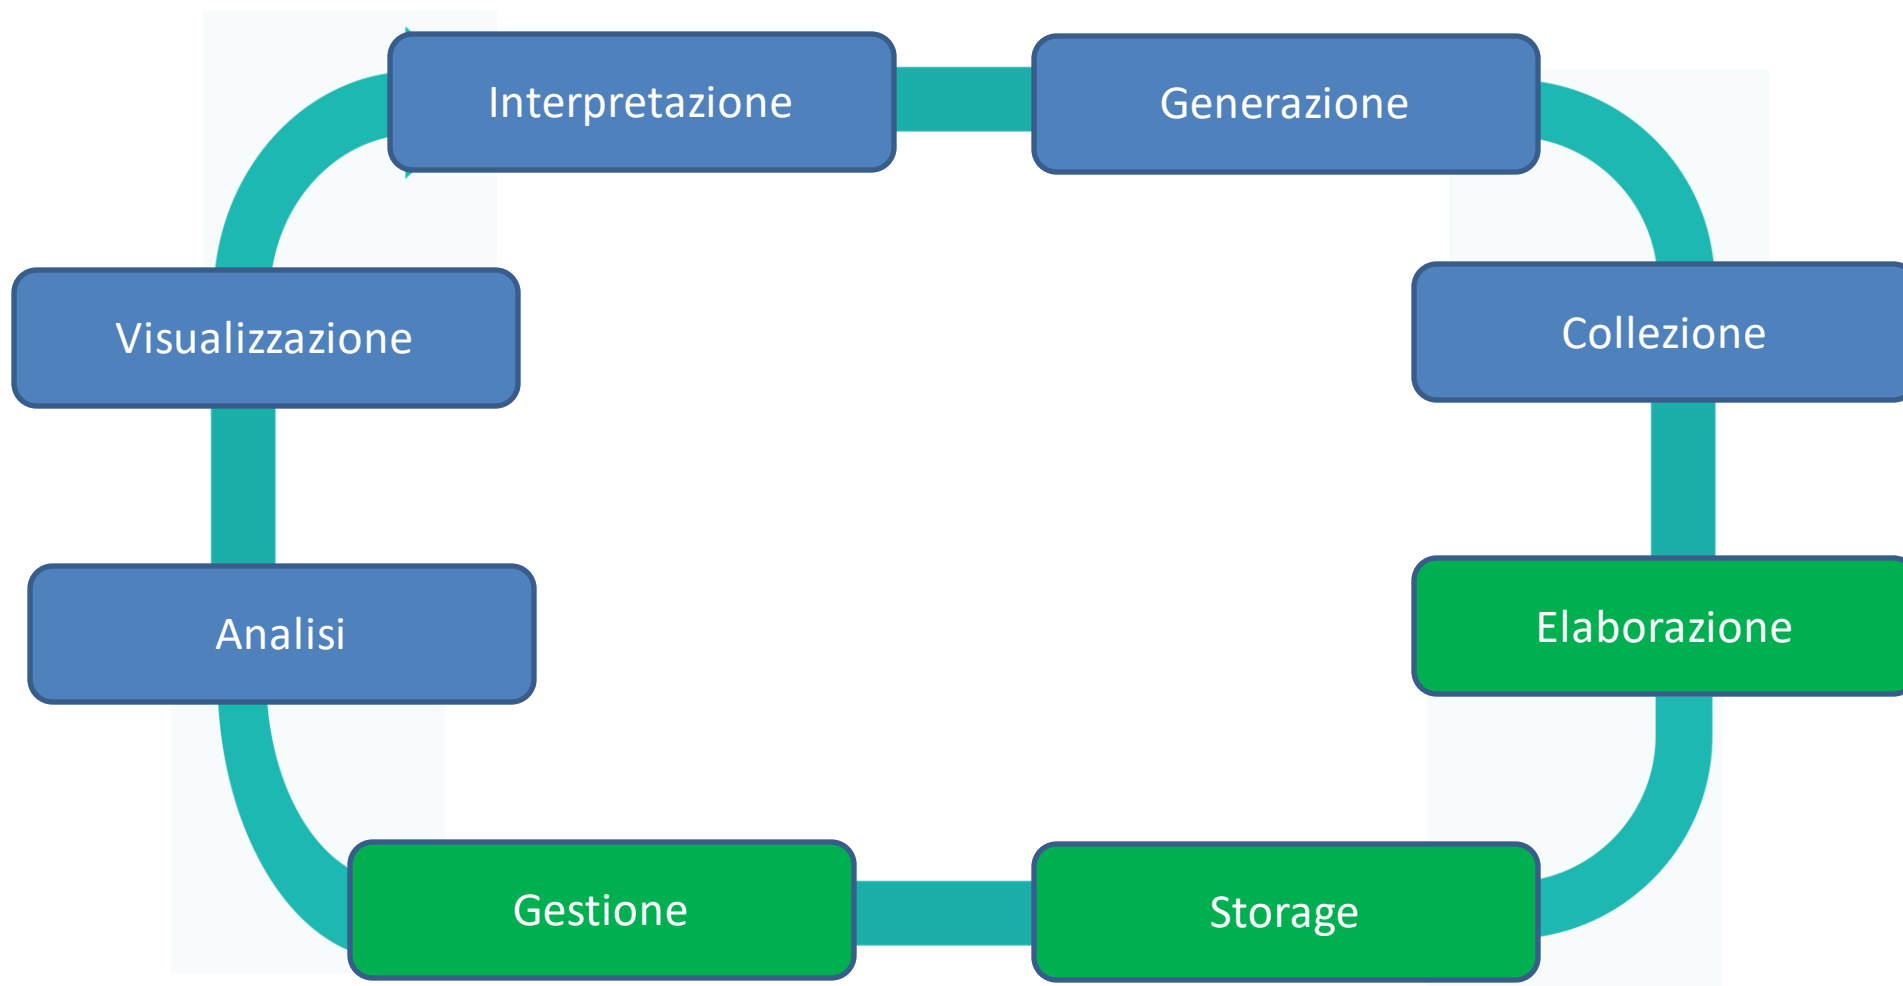 Interpretazione
Generazione
Visualizzazione
Collezione
Analisi
Elaborazione
Gestione
Storage